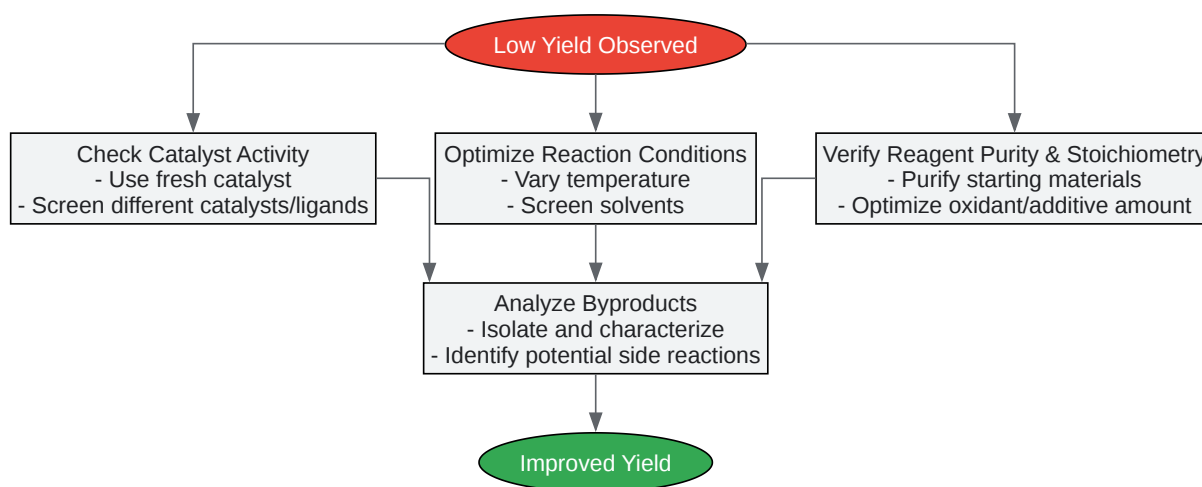 Low Yield Observed
Check Catalyst Activity
- Use fresh catalyst
- Screen different catalysts/ligands
Optimize Reaction Conditions
- Vary temperature
- Screen solvents
Verify Reagent Purity & Stoichiometry
- Purify starting materials
- Optimize oxidant/additive amount
Analyze Byproducts
- Isolate and characterize
- Identify potential side reactions
Improved Yield